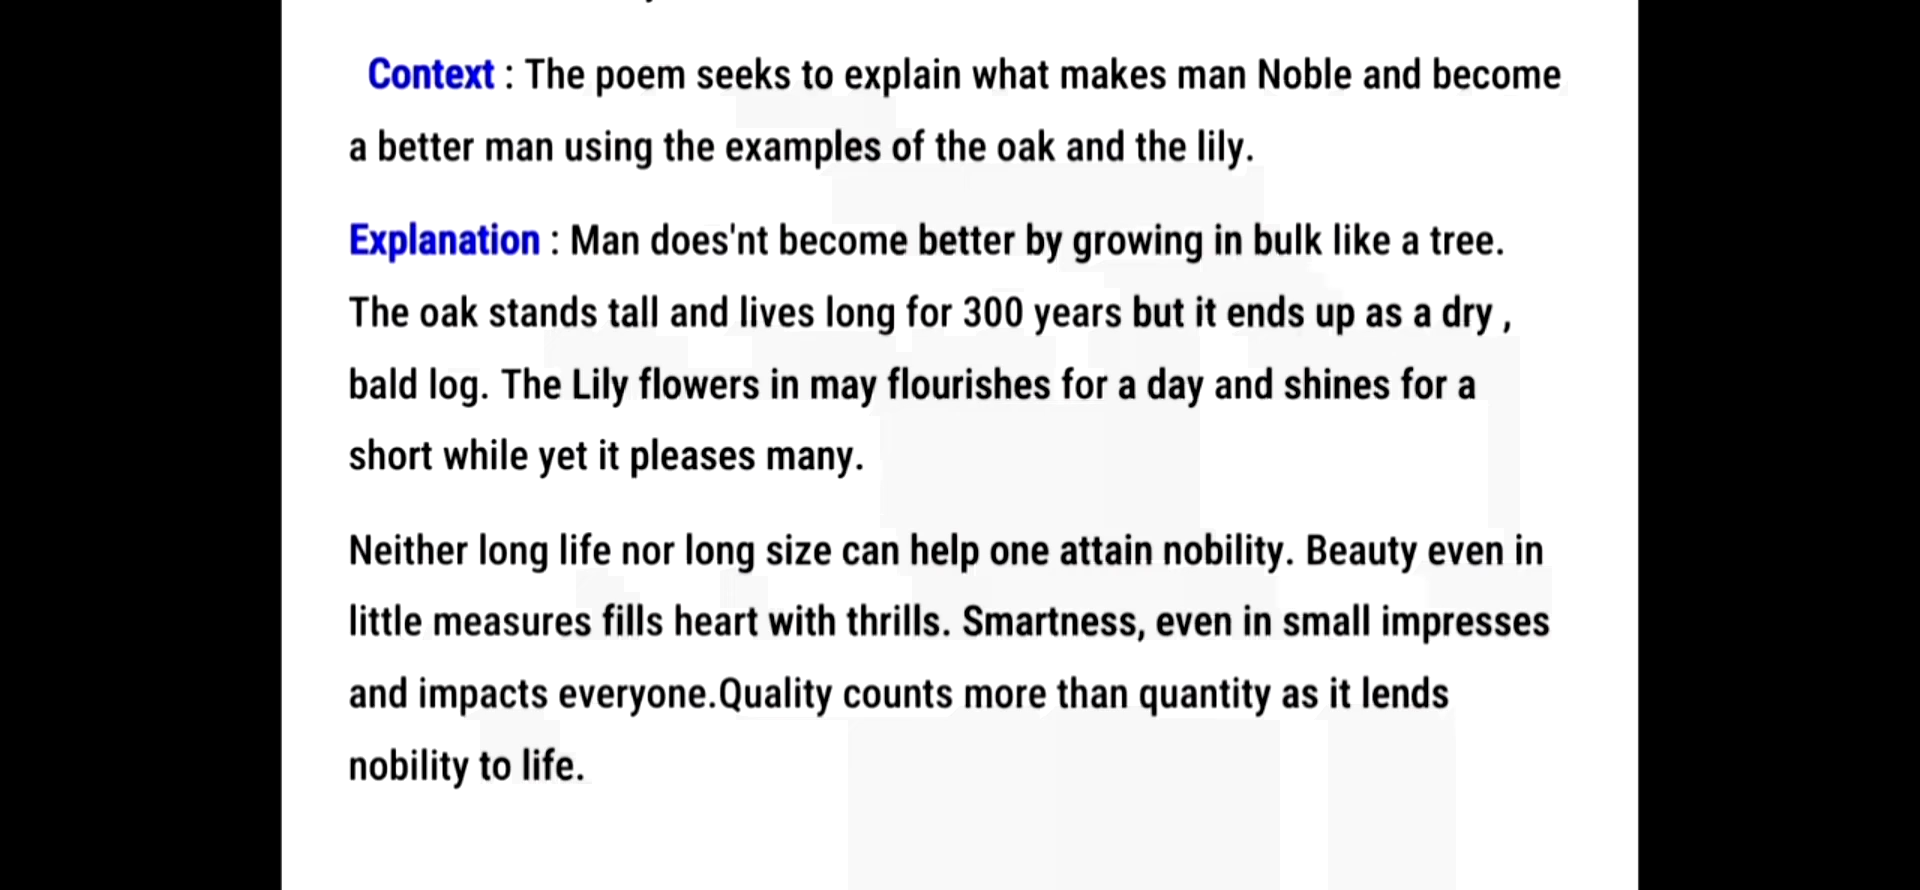 Context : The poem seeks to explain what makes man Noble and become
a better man using the examples of the oak and the lily.
Explanation : Man does'nt become better by growing in bulk like a tree.
The oak stands tall and lives long for 300 years but it ends up as a dry ,
bald log. The Lily flowers in may flourishes for a day and shines for a
short while yet it pleases many.
Neither long life nor long size can help one attain nobility. Beauty even in
little measures fills heart with thrills. Smartness, even in small impresses
and impacts everyone.Quality counts more than quantity as it lends
nobility to life.